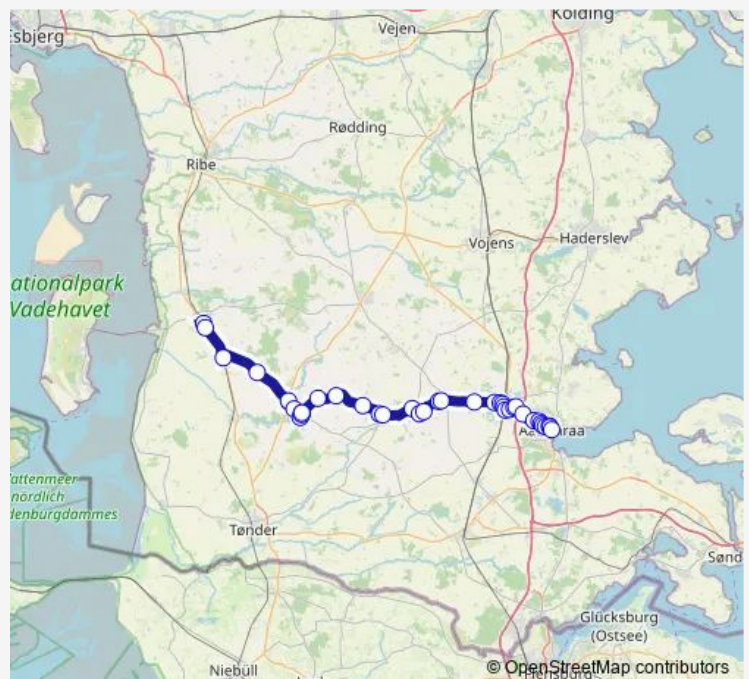 Kolding
Esbjerg
Vejen
Rødding
Ribe
Vojens
Haderslev
ationalpark
Vadehavet
raa
attenmeer
nördlich
denburgdammes
Tønder
Sønd
Glücksburg
(Ostsee)
Niebüll
© OpenStreetMap contributors